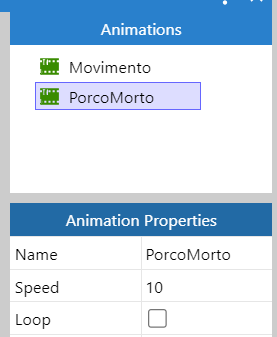 Animations
Movimento
PorcoMorto
Animation Properties
Name PorcoMorto
Speed 10
Loop